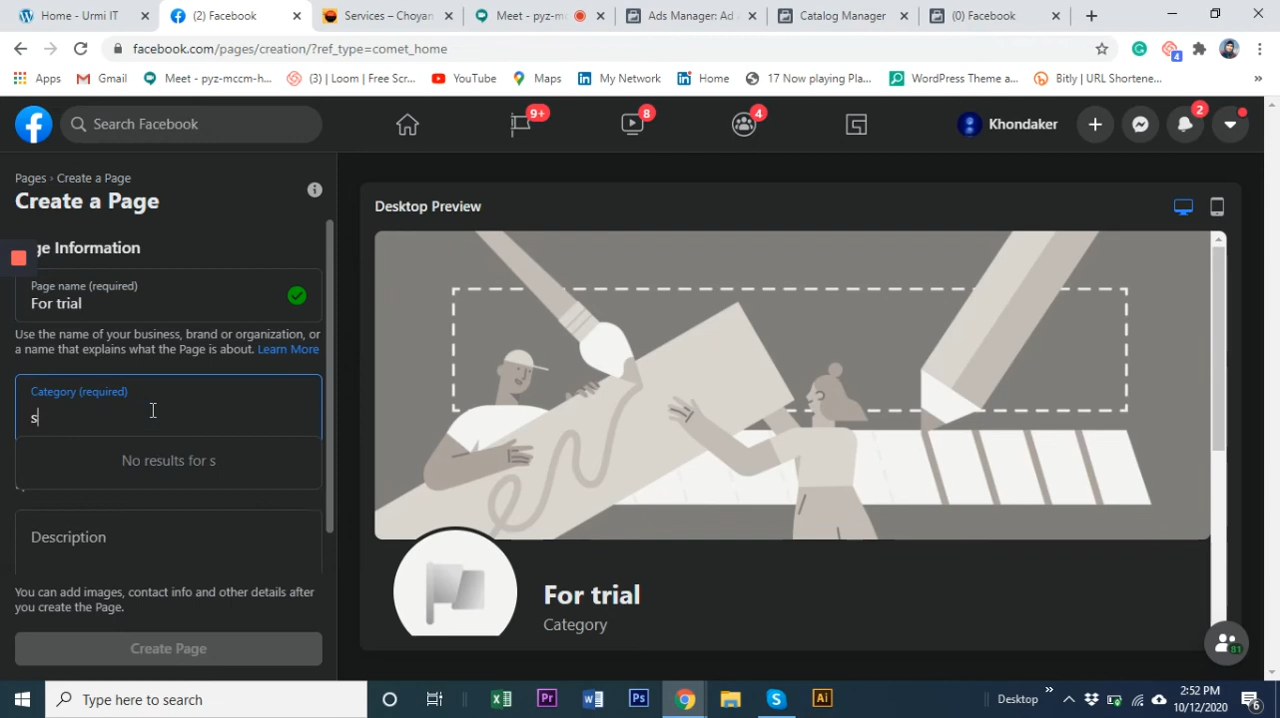 Home - Urmi IT
(2) Facebook
Services – Choyan
Meet - pyz-mc
Ads Manager: Ad
Catalog Manager
(0) Facebook
facebook.com/pages/creation/?ref_type=comet_home
4
Apps
Gmail
Meet - pyz-mccm-h...
(3) | Loom | Free Scr...
YouTube
Maps
My Network
Home
17 Now playing Pla...
WordPress Theme a...
Bitly | URL Shortene...
»
Search Facebook
9+
8
4
Khondaker
2
Pages › Create a Page
Create a Page
ge Information
Page name (required)
For trial
Use the name of your business, brand or organization, or
a name that explains what the Page is about. Learn More
Category (required)
s
No results for s
Description
You can add images, contact info and other details after
you create the Page.
Create Page
Desktop Preview
For trial
Category
81
Type here to search
Desktop
»
2:52 PM
10/12/2020
6